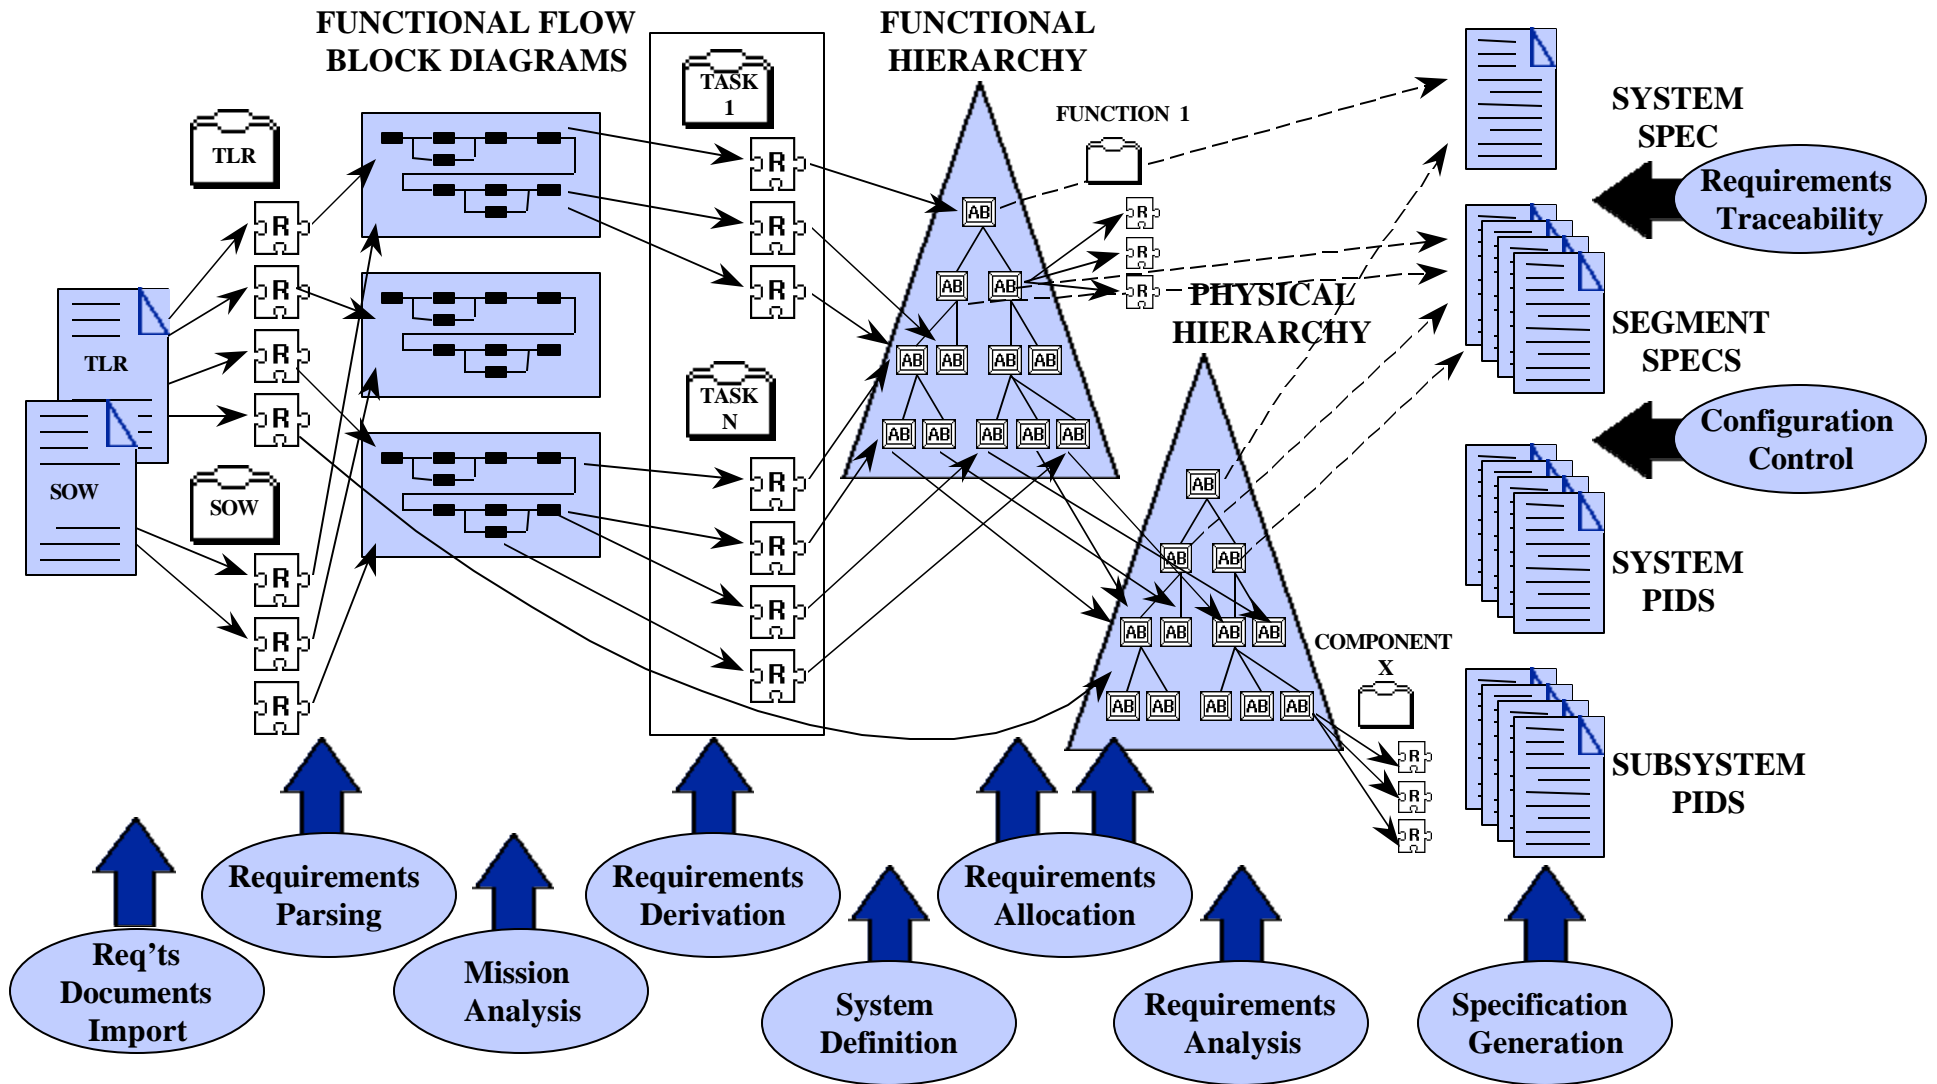 FUNCTIONAL FLOW
BLOCK DIAGRAMS
FUNCTIONAL
HIERARCHY
TASK
1
FUNCTION 1
SYSTEM
SPEC
TLR
Requirements
Traceability
R
R
R
R
R
R
R
AB
R
R
R
AB
AB
PHYSICAL
HIERARCHY
SEGMENT
SPECS
TLR
R
R
AB
AB
AB
AB
TASK
N
Configuration
Control
AB
AB
AB
AB
AB
SOW
SOW
R
R
R
R
AB
AB
AB
SYSTEM
PIDS
R
R
R
AB
AB
AB
AB
COMPONENT
X
AB
AB
AB
AB
AB
R
R
R
SUBSYSTEM
PIDS
Requirements
Parsing
Requirements
Derivation
Requirements
Allocation
Req'ts
Documents
Import
Mission
Analysis
System
Definition
Requirements
Analysis
Specification
Generation